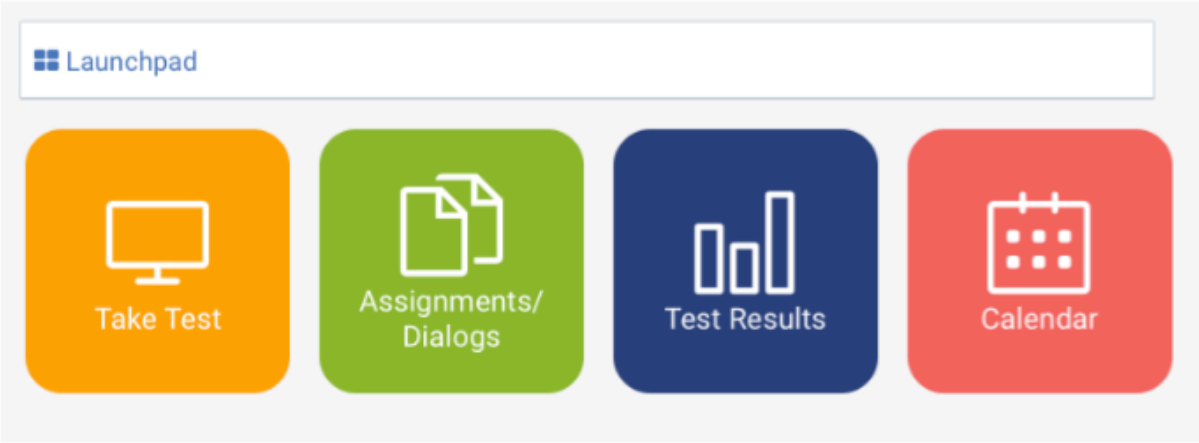 Launchpad
Take Test
Assignments/
Dialogs
Test Results
Calendar